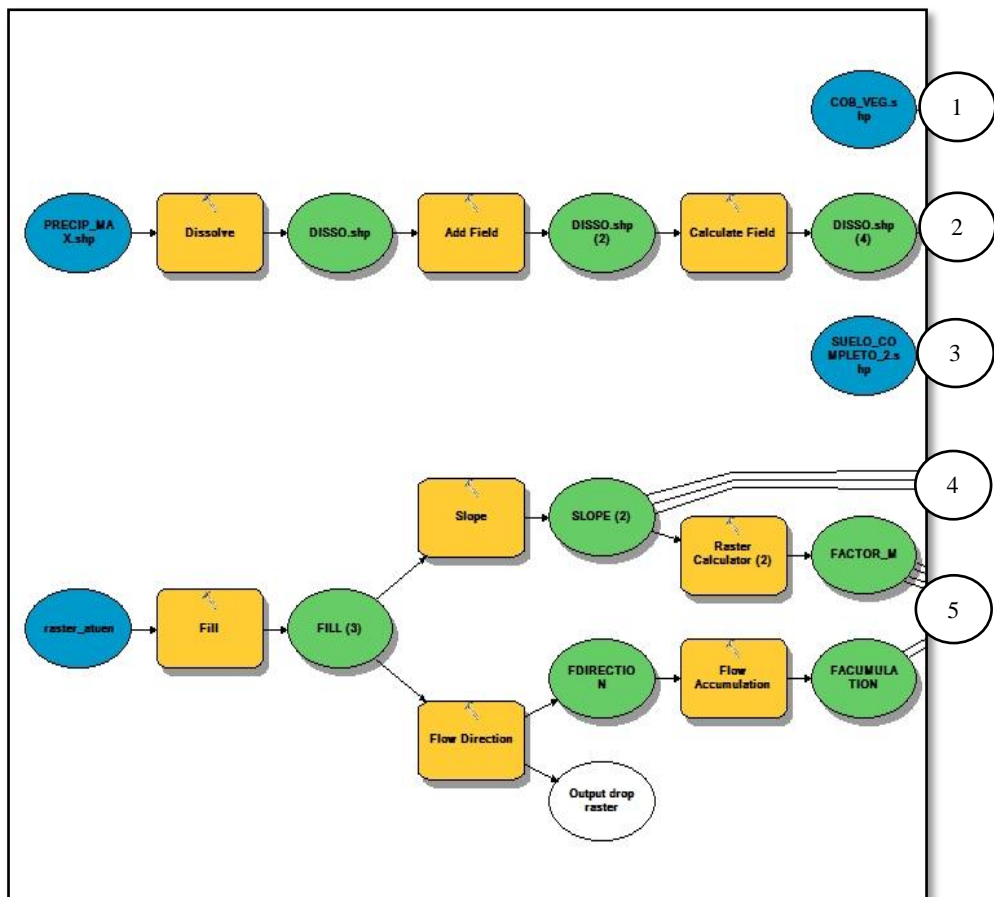 COB_VEG.s
hp
1
PRECIP_MA
X.shp
Dissolve
DISSO.shp
Add Field
DISSO.shp
(2)
Calculate Field
DISSO.shp
(4)
2
SUELO_CO
MPLETO_2.s
hp
3
Slope
SLOPE (2)
4
Raster
Calculator (2)
FACTOR_M
raster_atuen
Fill
FILL (3)
5
FDIRECTIO
N
Flow
Accumulation
FACUMULA
TION
Flow Direction
Output drop
raster